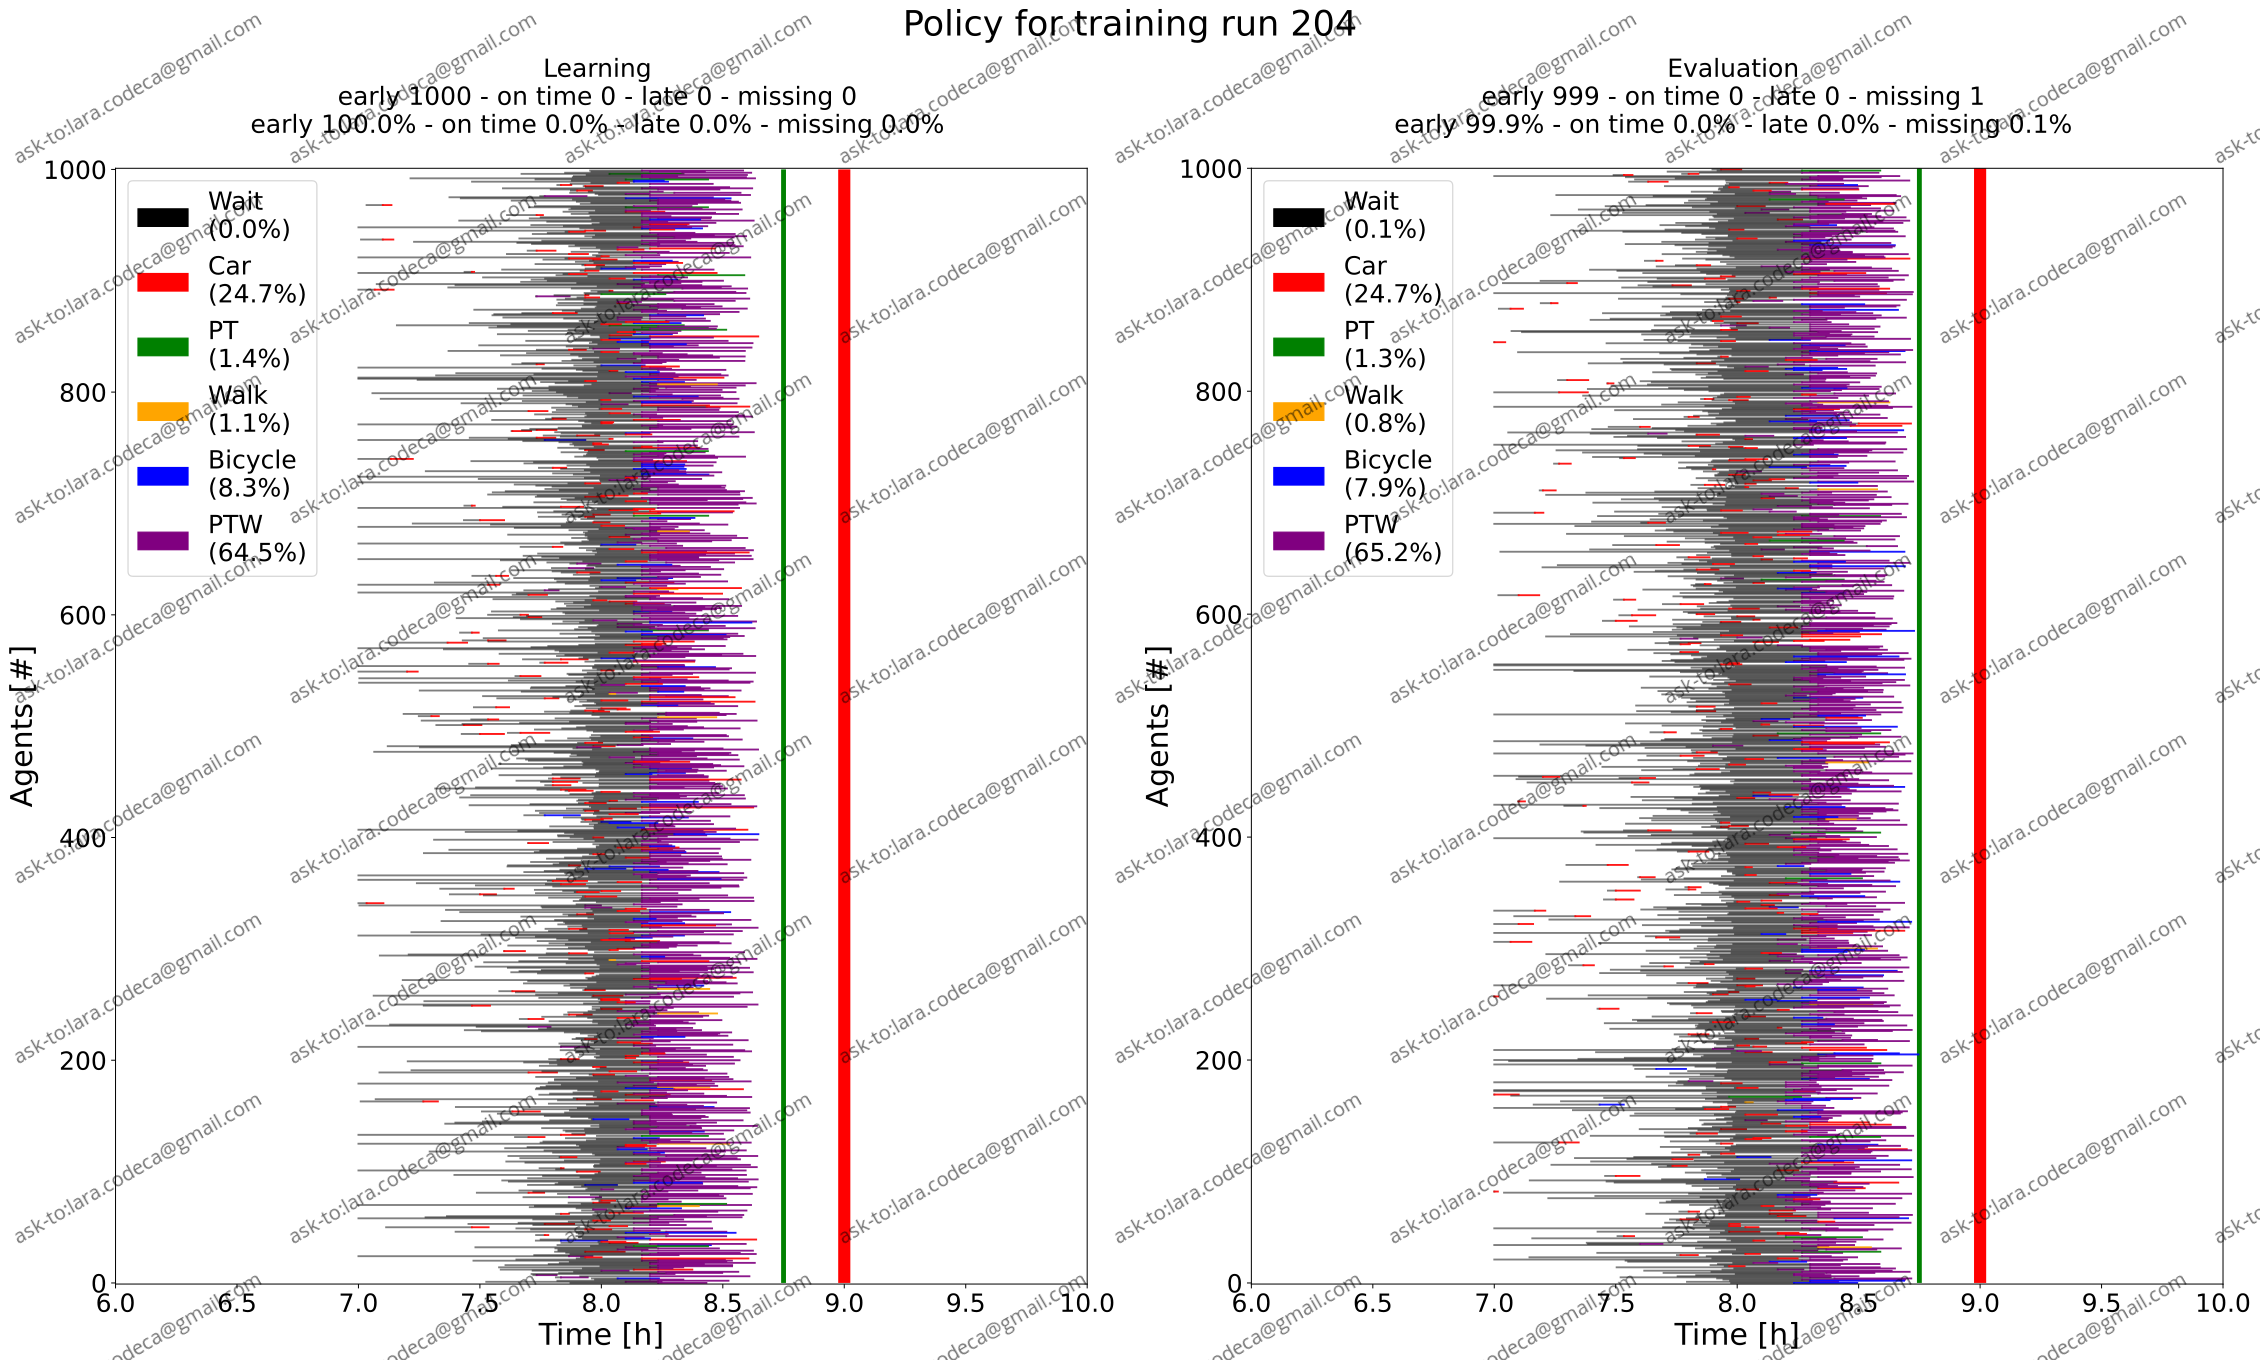 Policy for training run 204
Learning
early 1000 - on time 0 - late 0 - missing 0
early 100.0% - on time 0.0% - late 0.0% - missing 0.0%
Wait
(0.0%)
Car
(24.7%)
PT
(1.4%)
Walk
(1.1%)
Bicycle
(8.3%)
PTW
(64.5%)
Agents [#]
1000
800
600
400
200
0
6.0 6.5 7.0 7.5 8.0 8.5 9.0 9.5 10.0
Time [h]
Evaluation
early 999 - on time 0 - late 0 - missing 1
early 99.9% - on time 0.0% - late 0.0% - missing 0.1%
Wait
(0.1%)
Car
(24.7%)
PT
(1.3%)
Walk
(0.8%)
Bicycle
(7.9%)
PTW
(65.2%)
Agents [#]
1000
800
600
400
200
0
6.0 6.5 7.0 7.5 8.0 8.5 9.0 9.5 10.0
Time [h]
ask-to:lara.codeca@gmail.com